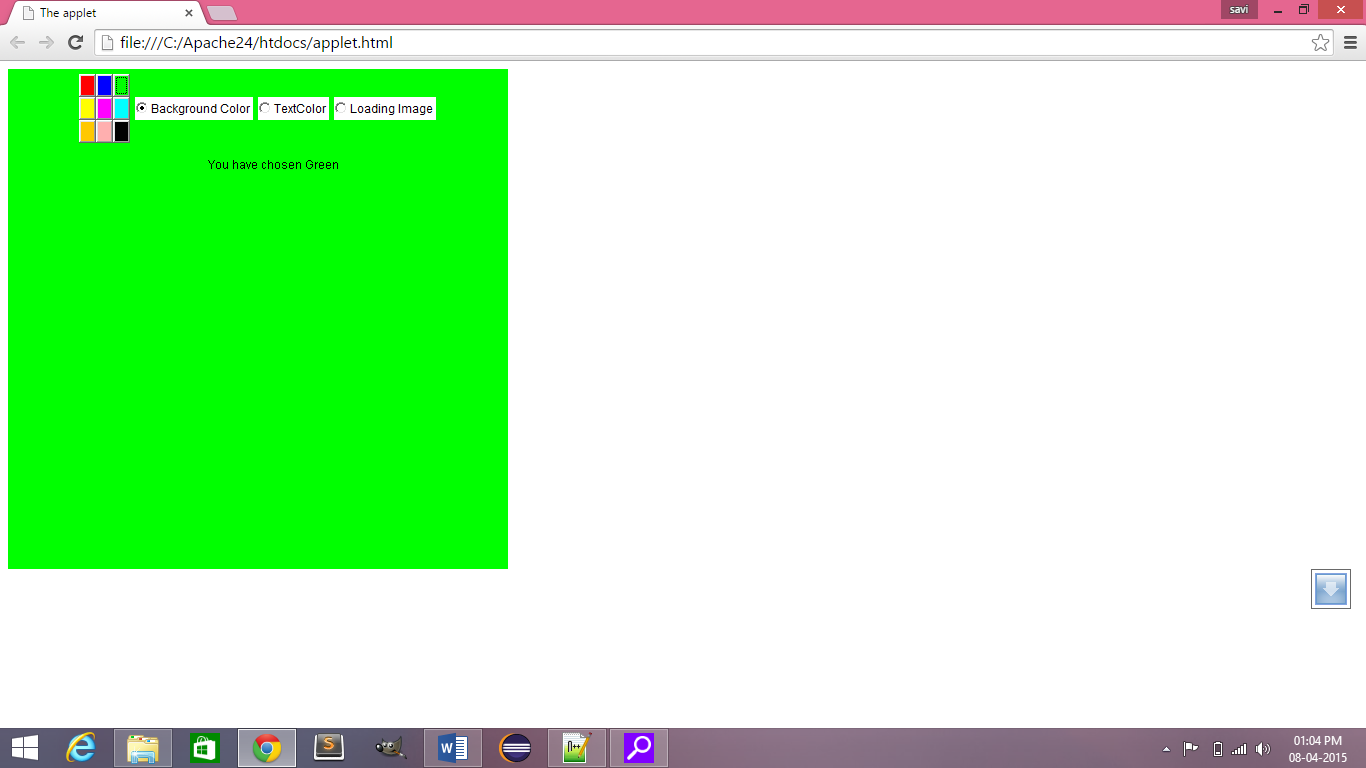 The applet
savi
file:///C:/Apache24/htdocs/applet.html
Background Color TextColor Loading Image
You have chosen Green
01:04 PM
08-04-2015